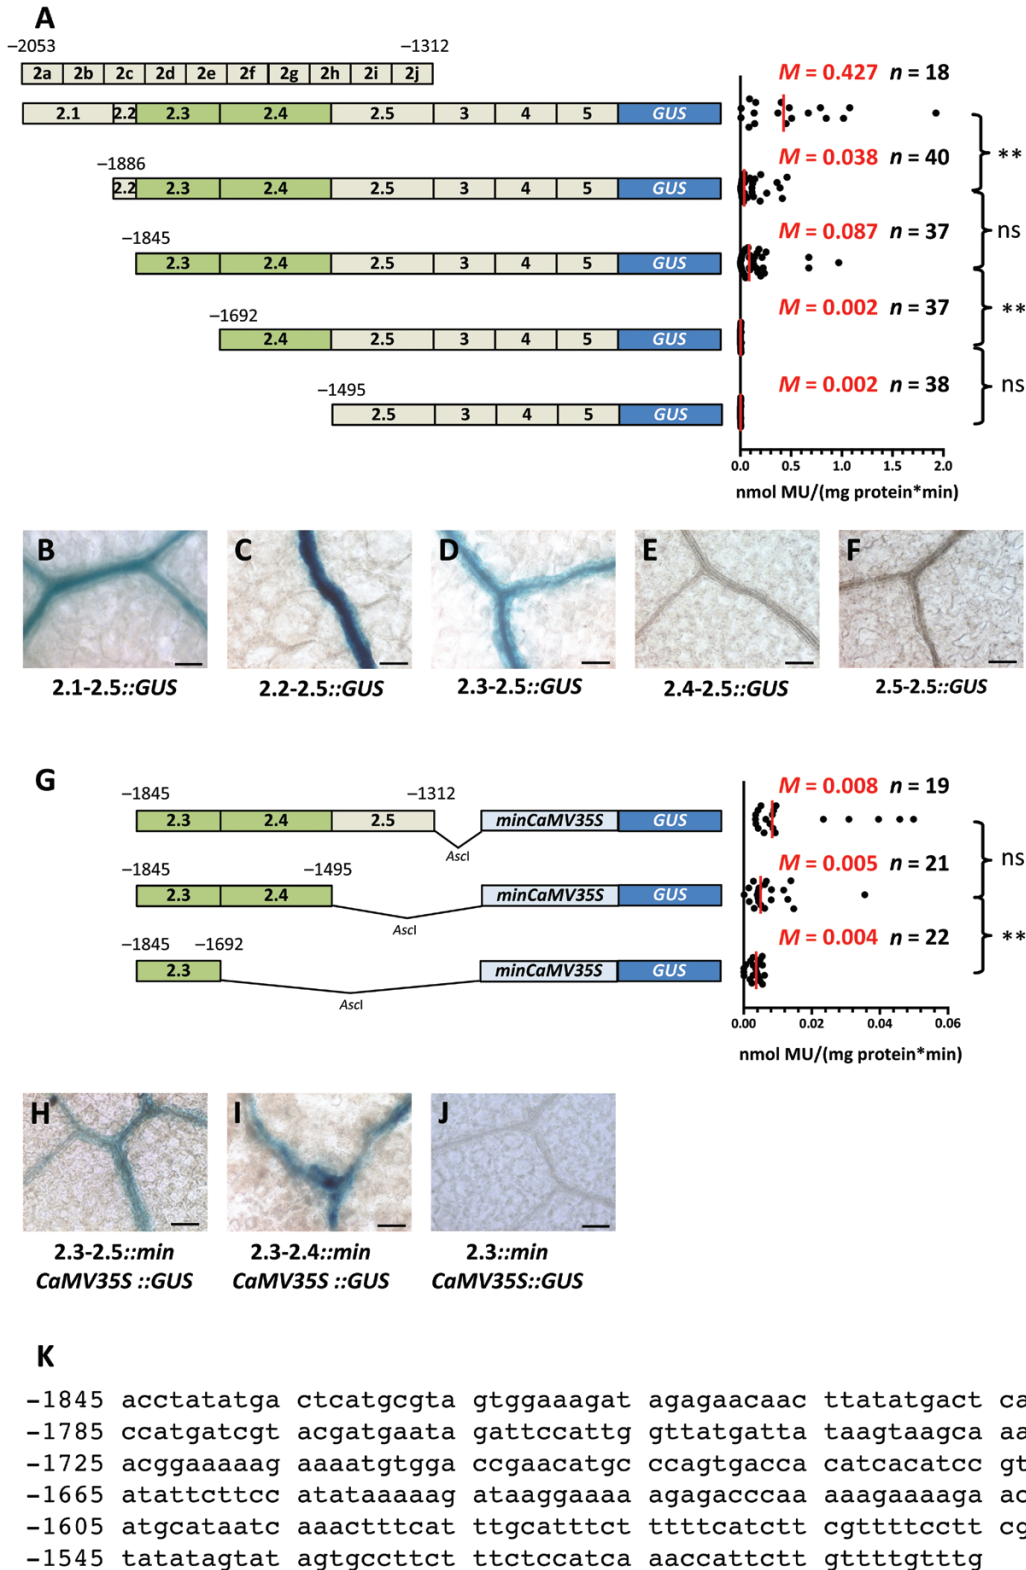 A
–2053 –1312
2a 2b 2c 2d 2e 2f 2g 2h 2i 2j
M = 0.427 n = 18
2.1 2.2 2.3 2.4 2.5 3 4 5 GUS
**
–1886
M = 0.038 n = 40
2.2 2.3 2.4 2.5 3 4 5 GUS
ns
–1845
M = 0.087 n = 37
2.3 2.4 2.5 3 4 5 GUS
**
–1692
M = 0.002 n = 37
2.4 2.5 3 4 5 GUS
ns
–1495
M = 0.002 n = 38
2.5 3 4 5 GUS
0.0 0.5 1.0 1.5 2.0
nmol MU/(mg protein*min)
B C D E F
2.1-2.5::GUS 2.2-2.5::GUS 2.3-2.5::GUS 2.4-2.5::GUS 2.5-2.5::GUS
G
–1845 –1312
M = 0.008 n = 19
2.3 2.4 2.5 minCaMV35S GUS
AscI
ns
–1845 –1495
M = 0.005 n = 21
2.3 2.4 minCaMV35S GUS
AscI
**
–1845 –1692
M = 0.004 n = 22
2.3 minCaMV35S GUS
AscI
0.00 0.02 0.04 0.06
nmol MU/(mg protein*min)
H I J
2.3-2.5::min 2.3-2.4::min 2.3::min
CaMV35S ::GUS CaMV35S ::GUS CaMV35S::GUS
K
–1845 acctatatga ctcatgcgta gtggaaagat agagaacaac ttatatgact ca
–1785 ccatgatcgt acgatgaata gattccattg gttatgatta taagtaagca aa
–1725 acggaaaaag aaaatgtgga ccgaacatgc ccagtgacca catcacatcc gt
–1665 atattcttcc atataaaaag ataaggaaaa agagacccaa aaagaaaaga ac
–1605 atgcataatc aaactttcat ttgcatttct ttttcatctt cgttttcctt cg
–1545 tatatagtat agtgccttct ttctccatca aaccattctt gttttgtttg